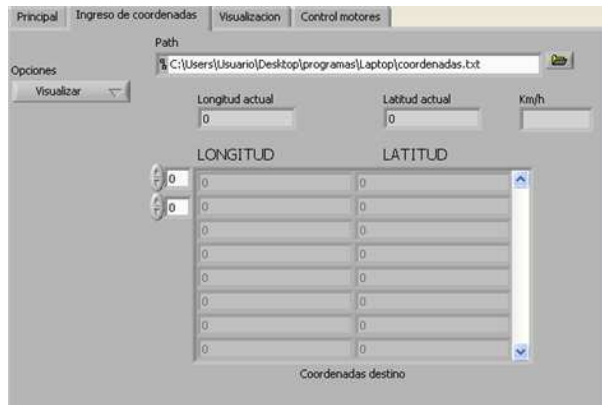 Principal Ingreso de coordenadas Visualizacion Control motores
Path
C:\Users\Usuario\Desktop\programas\Laptop\coordenadas.txt
Opciones
Visualizar
Longitud actual Latitud actual Km/h
0 0
LONGITUD LATITUD
0 0 0
0 0 0
0 0
0 0
0 0
0 0
0 0
0 0
Coordenadas destino